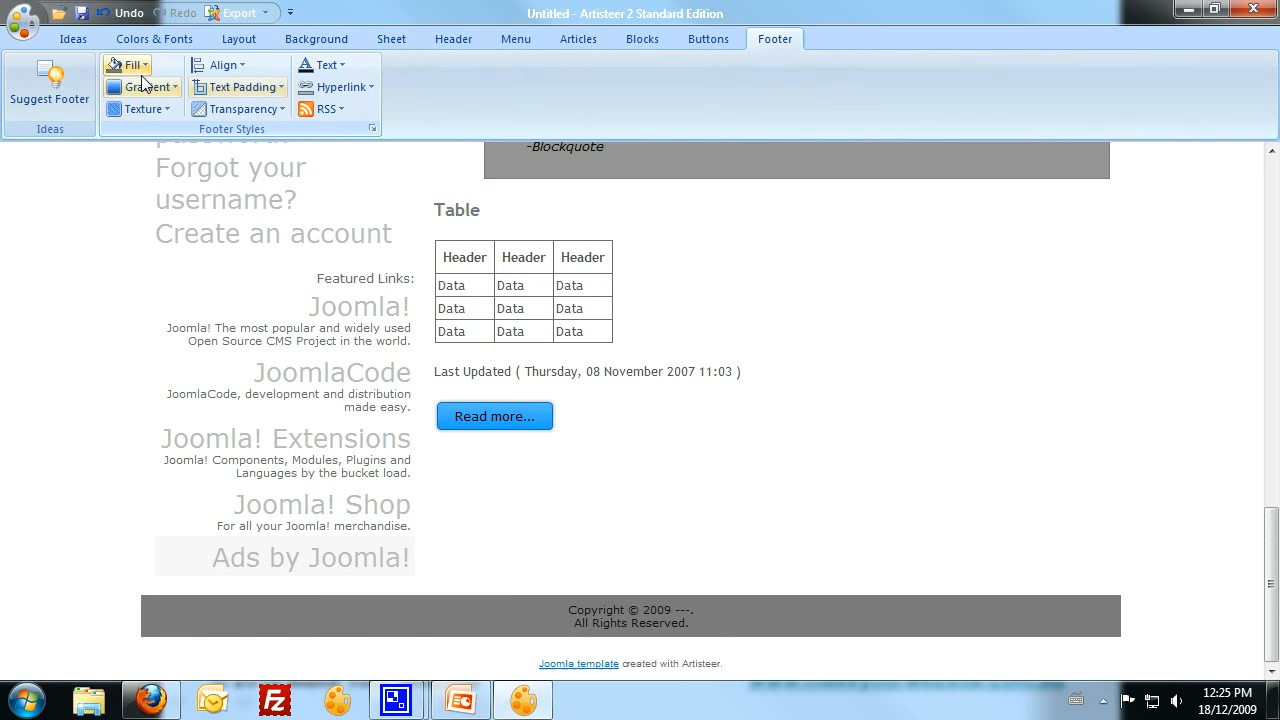 Undo
Redo
Export
Untitled - Artisteer 2 Standard Edition
Ideas
Colors & Fonts
Layout
Background
Sheet
Header
Menu
Articles
Blocks
Buttons
Footer
Suggest Footer
Ideas
Fill
Gradient
Texture
Align
Text Padding
Transparency
Text
Hyperlink
RSS
Footer Styles
Forgot your
username?
Create an account
Featured Links:
Joomla!
Joomla! The most popular and widely used
Open Source CMS Project in the world.
JoomlaCode
JoomlaCode, development and distribution
made easy.
Joomla! Extensions
Joomla! Components, Modules, Plugins and
Languages by the bucket load.
Joomla! Shop
For all your Joomla! merchandise.
Ads by Joomla!
-Blockquote
Table
Header Header Header
Data Data Data
Data Data Data
Data Data Data
Last Updated ( Thursday, 08 November 2007 11:03 )
Read more...
Copyright © 2009 ---.
All Rights Reserved.
Joomla template created with Artisteer.
Fz
12:25 PM
18/12/2009